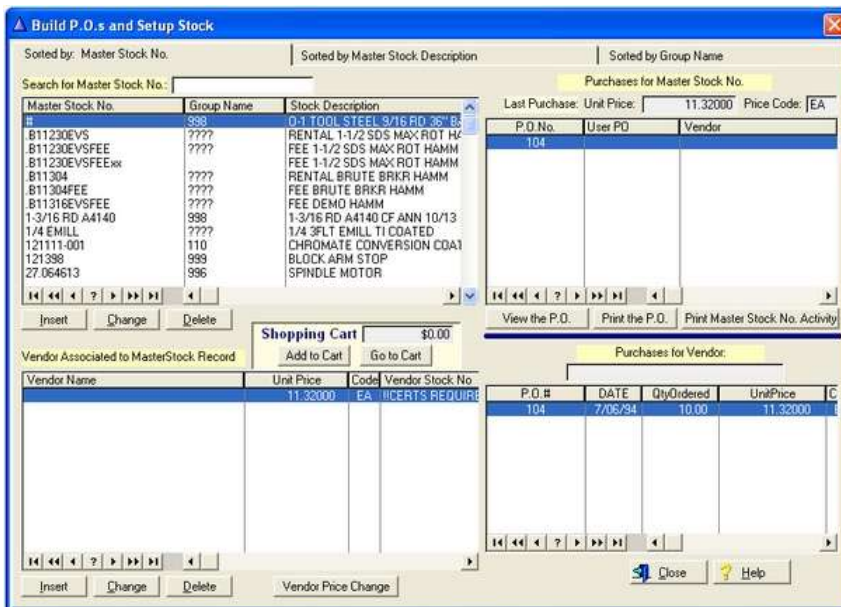 Build P.O.s and Setup Stock
Sorted by: Master Stock No. Sorted by Master Stock Description Sorted by Group Name
Search for Master Stock No.:
Master Stock No. Group Name Stock Description
# 998 0-1 TOOL STEEL 9/16 RD 36" BA
.B11230EVS ???? RENTAL 1-1/2 SDS MAX ROT HA
.B11230EVSFEE ???? FEE 1-1/2 SDS MAX ROT HAMM
.B11230EVSFEExx FEE 1-1/2 SDS MAX ROT HAMM
.B11304 ???? RENTAL BRUTE BRKR HAMM
.B11304FEE ???? FEE BRUTE BRKR HAMM
.B11316EVSFEE ???? FEE DEMO HAMM
1-3/16 RD A4140 998 1-3/16 RD A4140 CF ANN 10/13
1/4 EMILL ???? 1/4 3FLT EMILL TI COATED
121111-001 110 CHROMATE CONVERSION COAT
121398 999 BLOCK ARM STOP
27.064613 996 SPINDLE MOTOR
Insert Change Delete
Purchases for Master Stock No.
Last Purchase: Unit Price: 11.32000 Price Code: EA
P.O.No. User PO Vendor
104
View the P.O. Print the P.O. Print Master Stock No. Activity
Shopping Cart $0.00
Add to Cart Go to Cart
Vendor Associated to MasterStock Record
Vendor Name Unit Price Code Vendor Stock No
11.32000 EA !!CERTS REQUIRE
Insert Change Delete Vendor Price Change
Purchases for Vendor:
P.O.# DATE QtyOrdered UnitPrice C
104 7/06/94 10.00 11.32000 E
Close Help